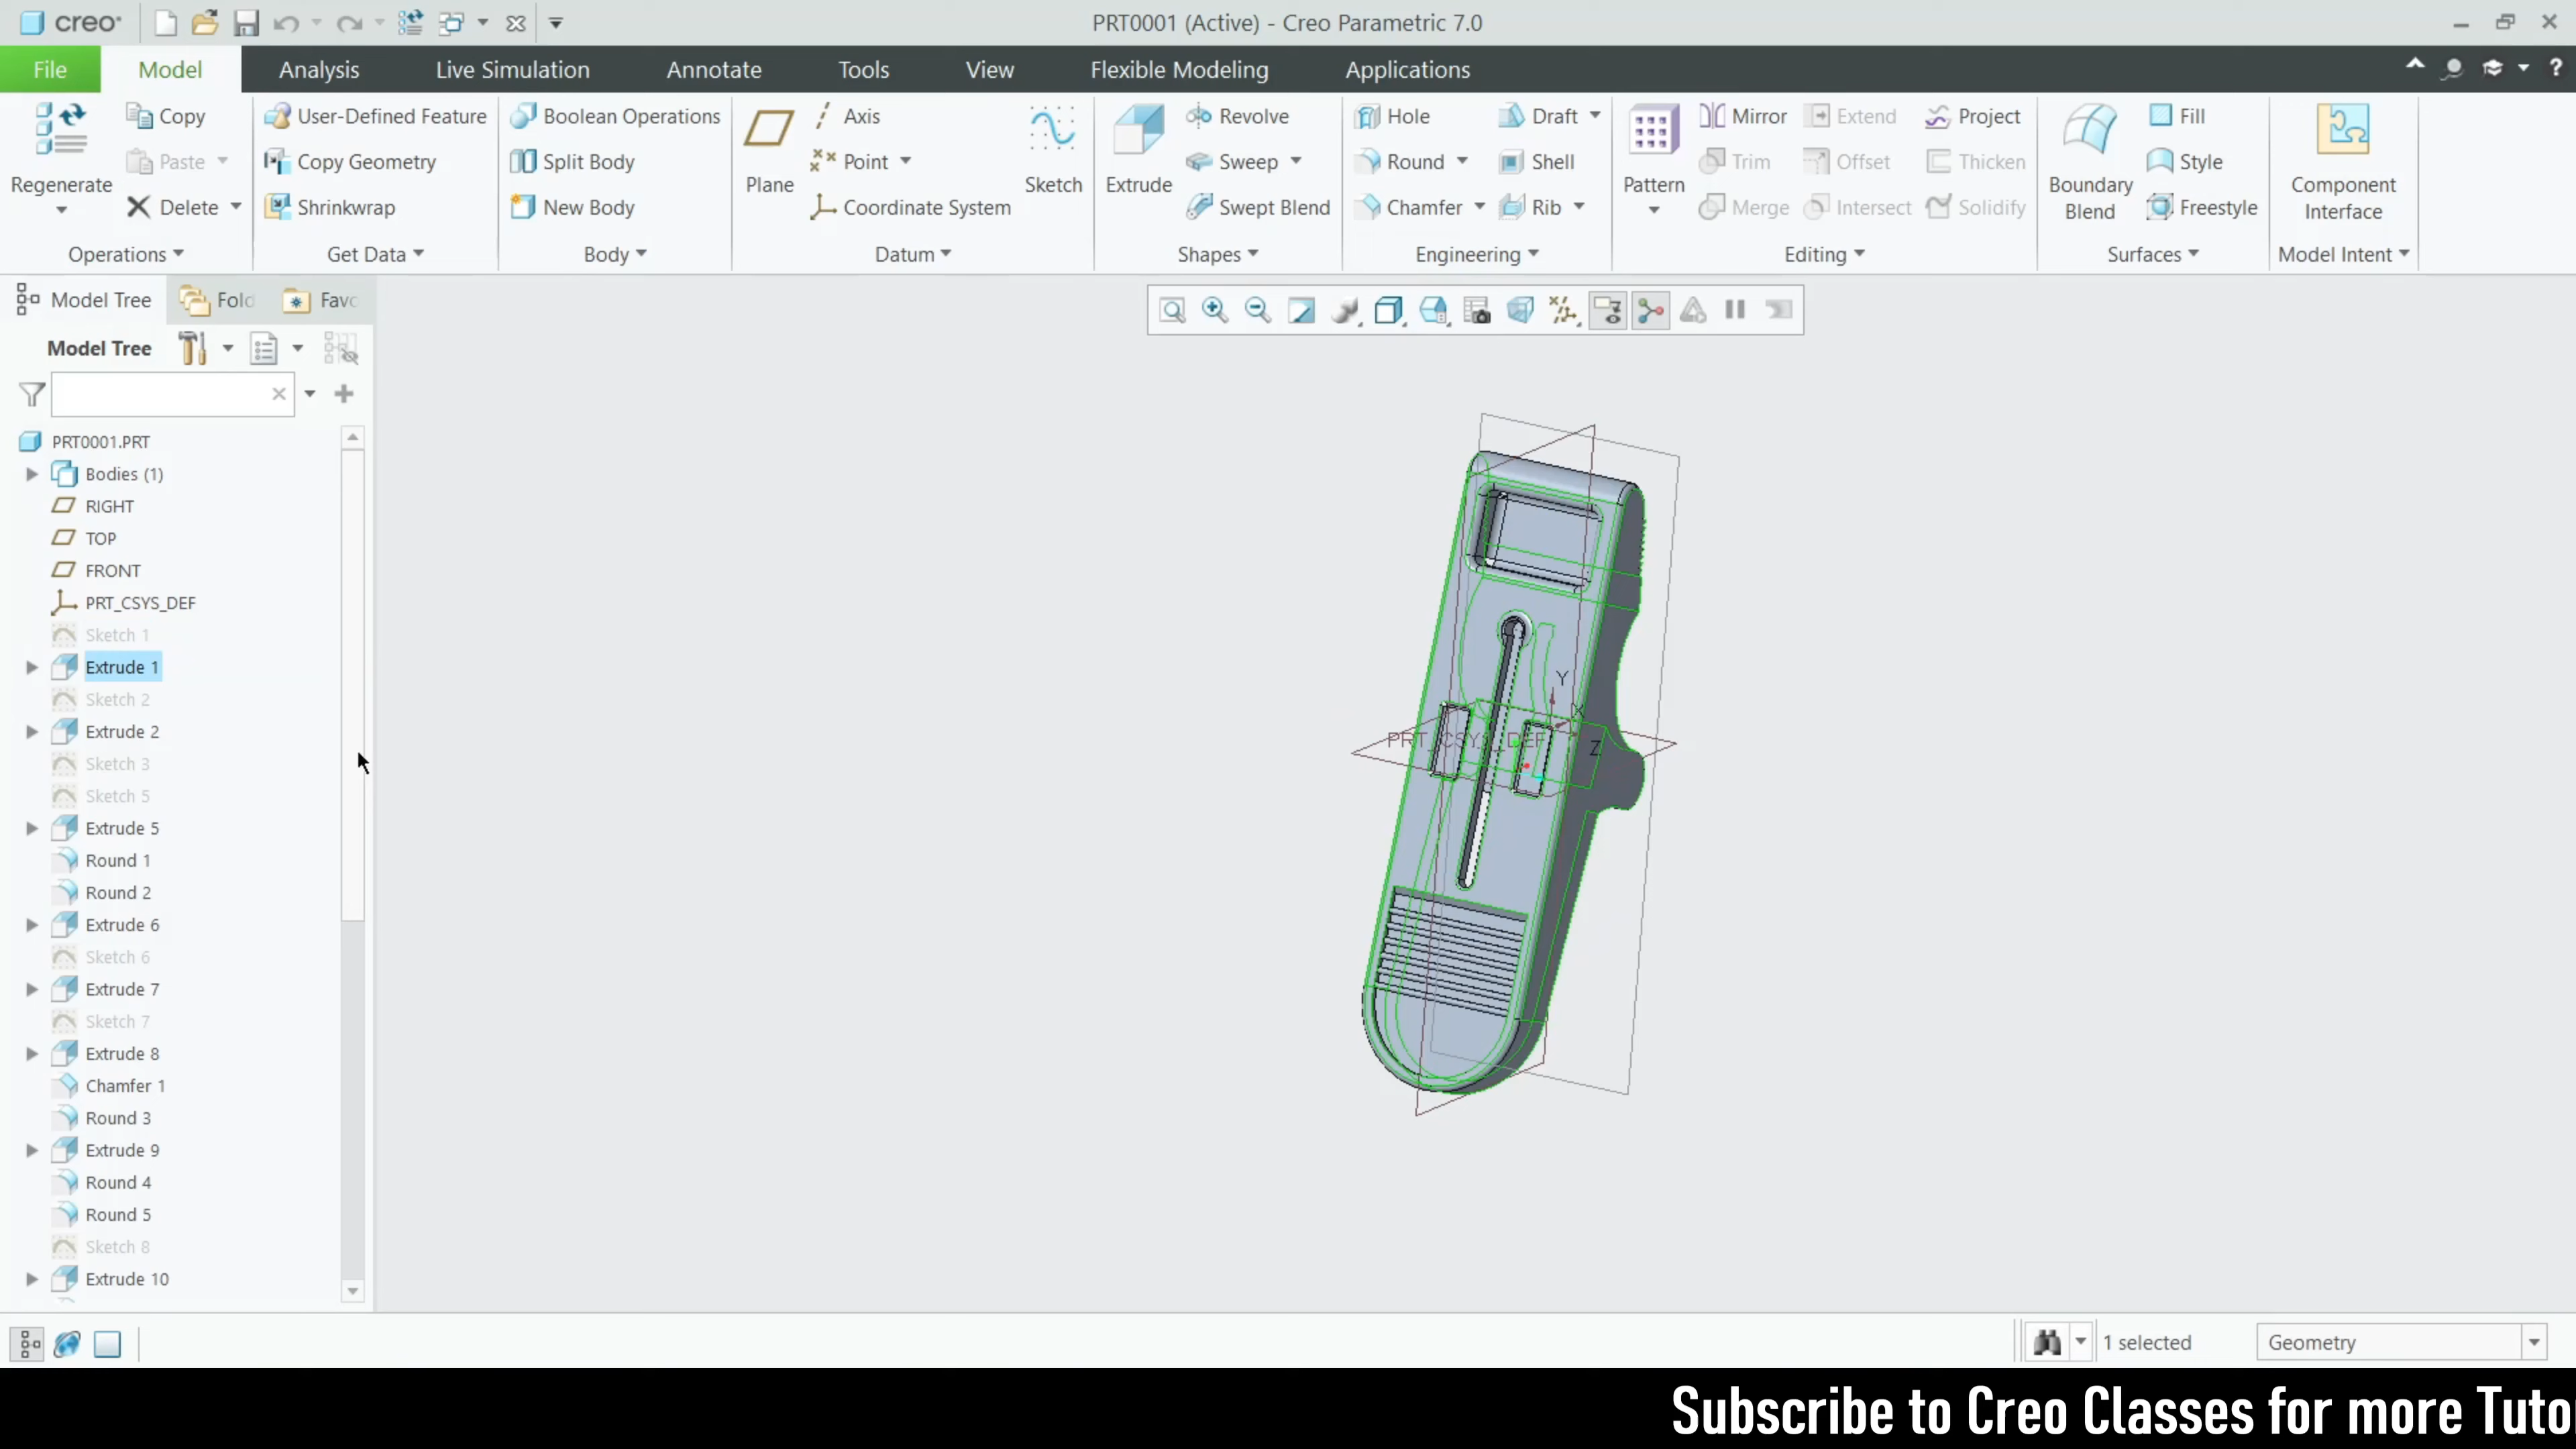 creo
PRT0001 (Active) - Creo Parametric 7.0
File Model Analysis Live Simulation Annotate Tools View Flexible Modeling Applications
Regenerate
Copy
Paste
Delete
Operations
User-Defined Feature
Copy Geometry
Shrinkwrap
Get Data
Boolean Operations
Split Body
New Body
Body
Plane
Axis
Point
Coordinate System
Sketch
Datum
Extrude
Revolve
Sweep
Swept Blend
Shapes
Hole
Round
Chamfer
Draft
Shell
Rib
Engineering
Pattern
Mirror
Trim
Merge
Extend
Offset
Intersect
Project
Thicken
Solidify
Editing
Boundary
Blend
Fill
Style
Freestyle
Surfaces
Component
Interface
Model Intent
Model Tree Fold Favo
Model Tree
PRT0001.PRT
Bodies (1)
RIGHT
TOP
FRONT
PRT_CSYS_DEF
Sketch 1
Extrude 1
Sketch 2
Extrude 2
Sketch 3
Sketch 5
Extrude 5
Round 1
Round 2
Extrude 6
Sketch 6
Extrude 7
Sketch 7
Extrude 8
Chamfer 1
Round 3
Extrude 9
Round 4
Round 5
Sketch 8
Extrude 10
Y
X
PRT_CSYS_DEF
Z
1 selected
Geometry
Subscribe to Creo Classes for more Tuto